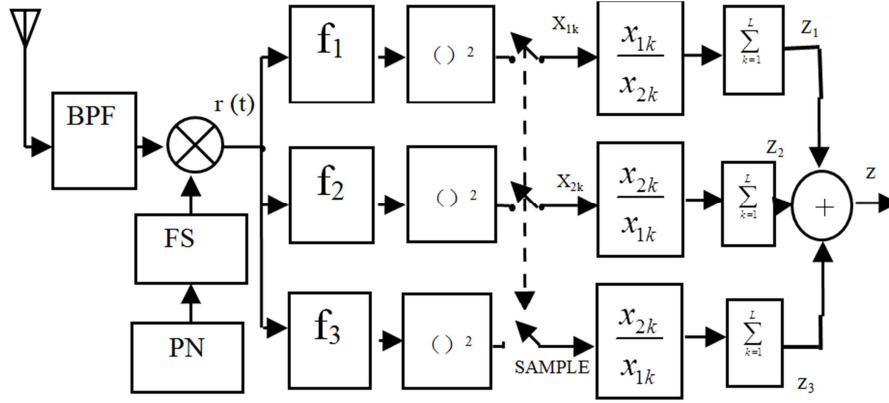 f₁ ( ) ² X₁ₖ x₁ₖ / x₂ₖ L ∑ k=1 Z₁
BPF r (t)
f₂ ( ) ² X₂ₖ x₂ₖ / x₁ₖ L ∑ k=1 Z₂ + z
FS
PN
f₃ ( ) ² SAMPLE x₂ₖ / x₁ₖ L ∑ k=1 z₃